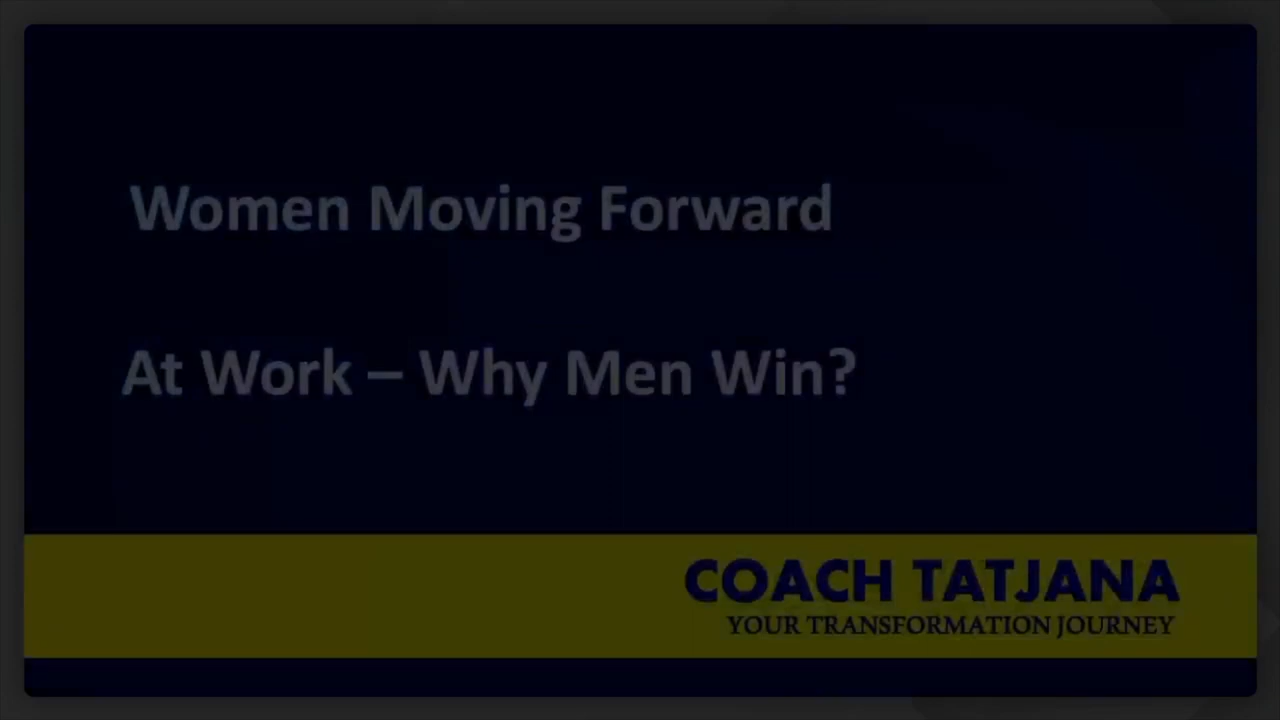 Women Moving Forward
At Work – Why Men Win?
COACH TATJANA
YOUR TRANSFORMATION JOURNEY